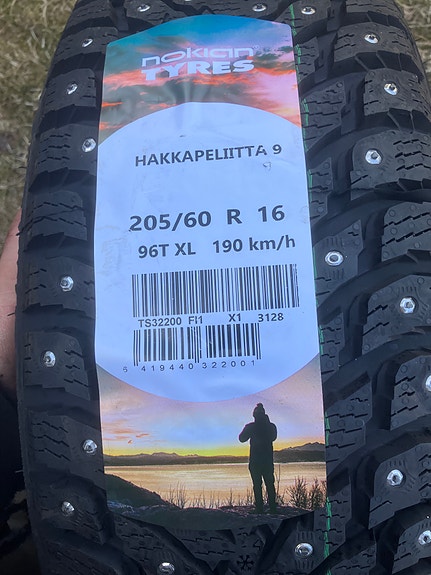 nokian
TYRES
HAKKAPELIITTA 9
205/60 R 16
96T XL 190 km/h
TS32200 FI1 X1 3128
6 419440 322001